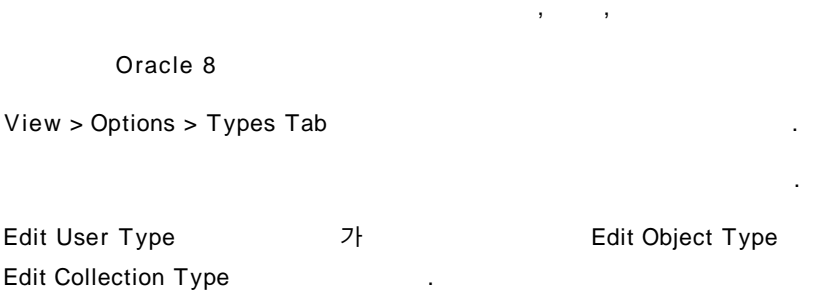 , ,
Oracle 8
View > Options > Types Tab .
.
Edit User Type 가 Edit Object Type
Edit Collection Type .